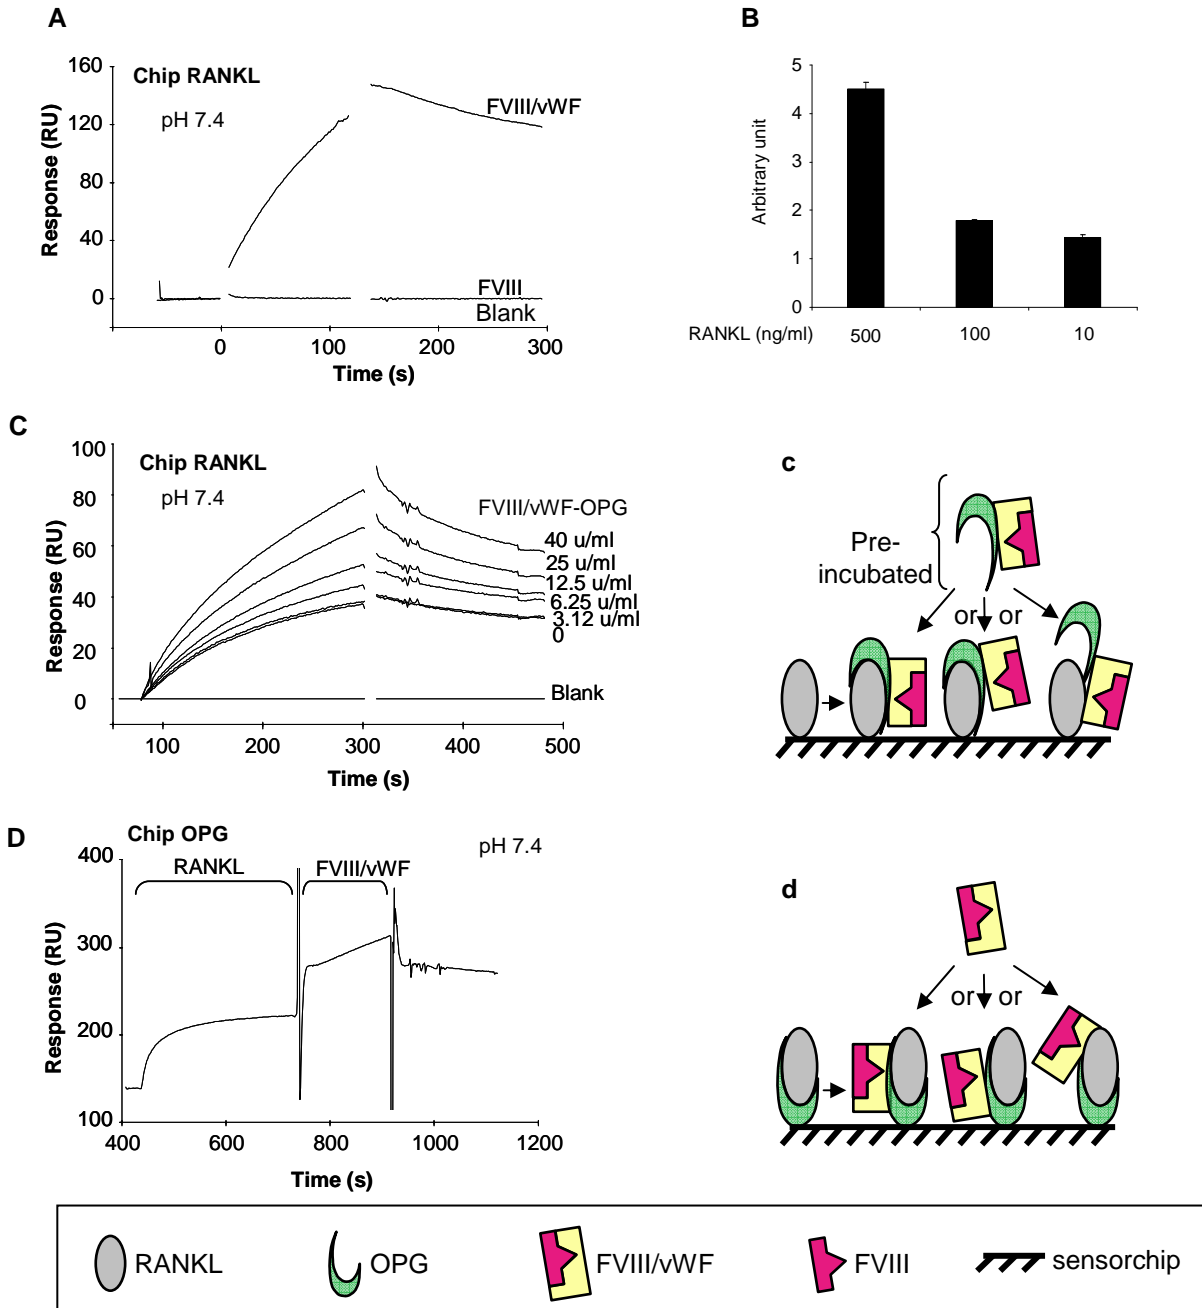 A
Chip RANKL
pH 7.4
Response (RU)
160
120
80
40
0
FVIII/vWF
FVIII
Blank
0
100
200
300
Time (s)
B
Arbitrary unit
5
4
3
2
1
0
RANKL (ng/ml)
500
100
10
C
Chip RANKL
pH 7.4
Response (RU)
100
80
60
40
20
0
FVIII/vWF-OPG
40 u/ml
25 u/ml
12.5 u/ml
6.25 u/ml
3.12 u/ml
0
Blank
100
200
300
400
500
Time (s)
c
Pre-
incubated
or
or
D
Chip OPG
pH 7.4
RANKL
FVIII/vWF
Response (RU)
400
300
200
100
400
600
800
1000
1200
Time (s)
d
or
or
RANKL
OPG
FVIII/vWF
FVIII
sensorchip